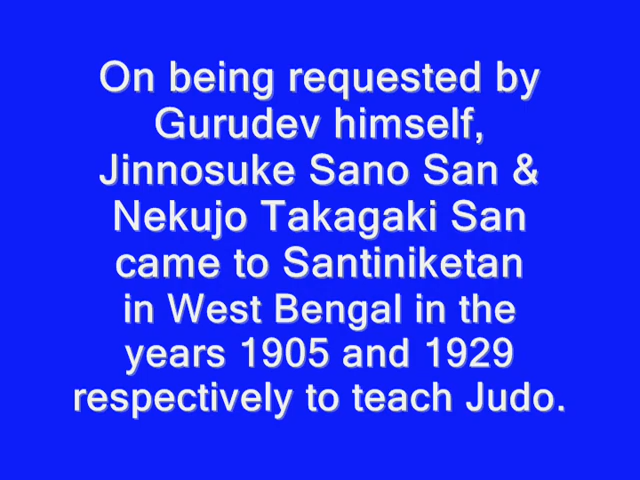 On being requested by
Gurudev himself,
Jinnosuke Sano San &
Nekujo Takagaki San
came to Santiniketan
in West Bengal in the
years 1905 and 1929
respectively to teach Judo.